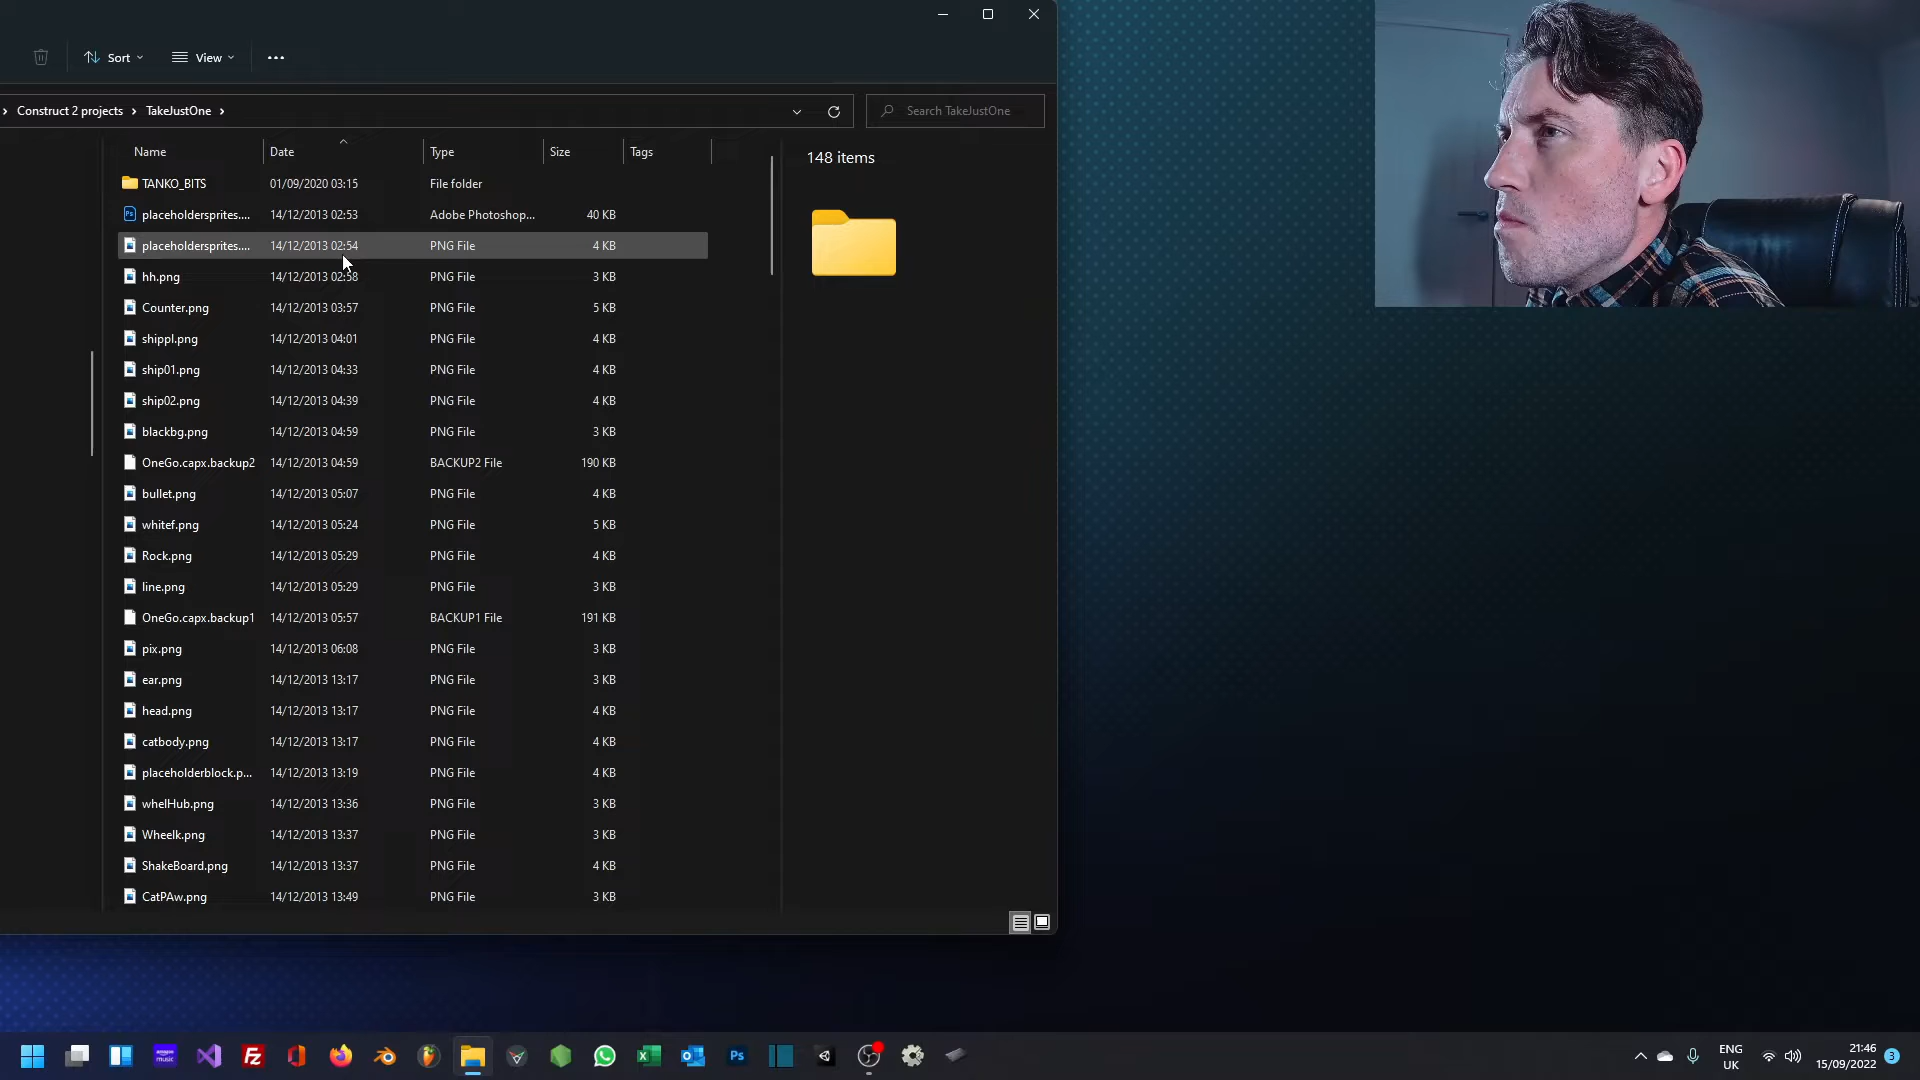 Sort
View
Construct 2 projects
TakeJustOne
Search TakeJustOne
Name Date Type Size Tags
148 items
TANKO_BITS 01/09/2020 03:15 File folder
placeholdersprites.... 14/12/2013 02:53 Adobe Photoshop... 40 KB
placeholdersprites.... 14/12/2013 02:54 PNG File 4 KB
hh.png 14/12/2013 02:58 PNG File 3 KB
Counter.png 14/12/2013 03:57 PNG File 5 KB
shippl.png 14/12/2013 04:01 PNG File 4 KB
ship01.png 14/12/2013 04:33 PNG File 4 KB
ship02.png 14/12/2013 04:39 PNG File 4 KB
blackbg.png 14/12/2013 04:59 PNG File 3 KB
OneGo.capx.backup2 14/12/2013 04:59 BACKUP2 File 190 KB
bullet.png 14/12/2013 05:07 PNG File 4 KB
whitef.png 14/12/2013 05:24 PNG File 5 KB
Rock.png 14/12/2013 05:29 PNG File 4 KB
line.png 14/12/2013 05:29 PNG File 3 KB
OneGo.capx.backup1 14/12/2013 05:57 BACKUP1 File 191 KB
pix.png 14/12/2013 06:08 PNG File 3 KB
ear.png 14/12/2013 13:17 PNG File 3 KB
head.png 14/12/2013 13:17 PNG File 4 KB
catbody.png 14/12/2013 13:17 PNG File 4 KB
placeholderblock.p... 14/12/2013 13:19 PNG File 4 KB
whelHub.png 14/12/2013 13:36 PNG File 3 KB
Wheelk.png 14/12/2013 13:37 PNG File 3 KB
ShakeBoard.png 14/12/2013 13:37 PNG File 4 KB
CatPAw.png 14/12/2013 13:49 PNG File 3 KB
music
Fz
Ps
ENG
UK
21:46
15/09/2022
3